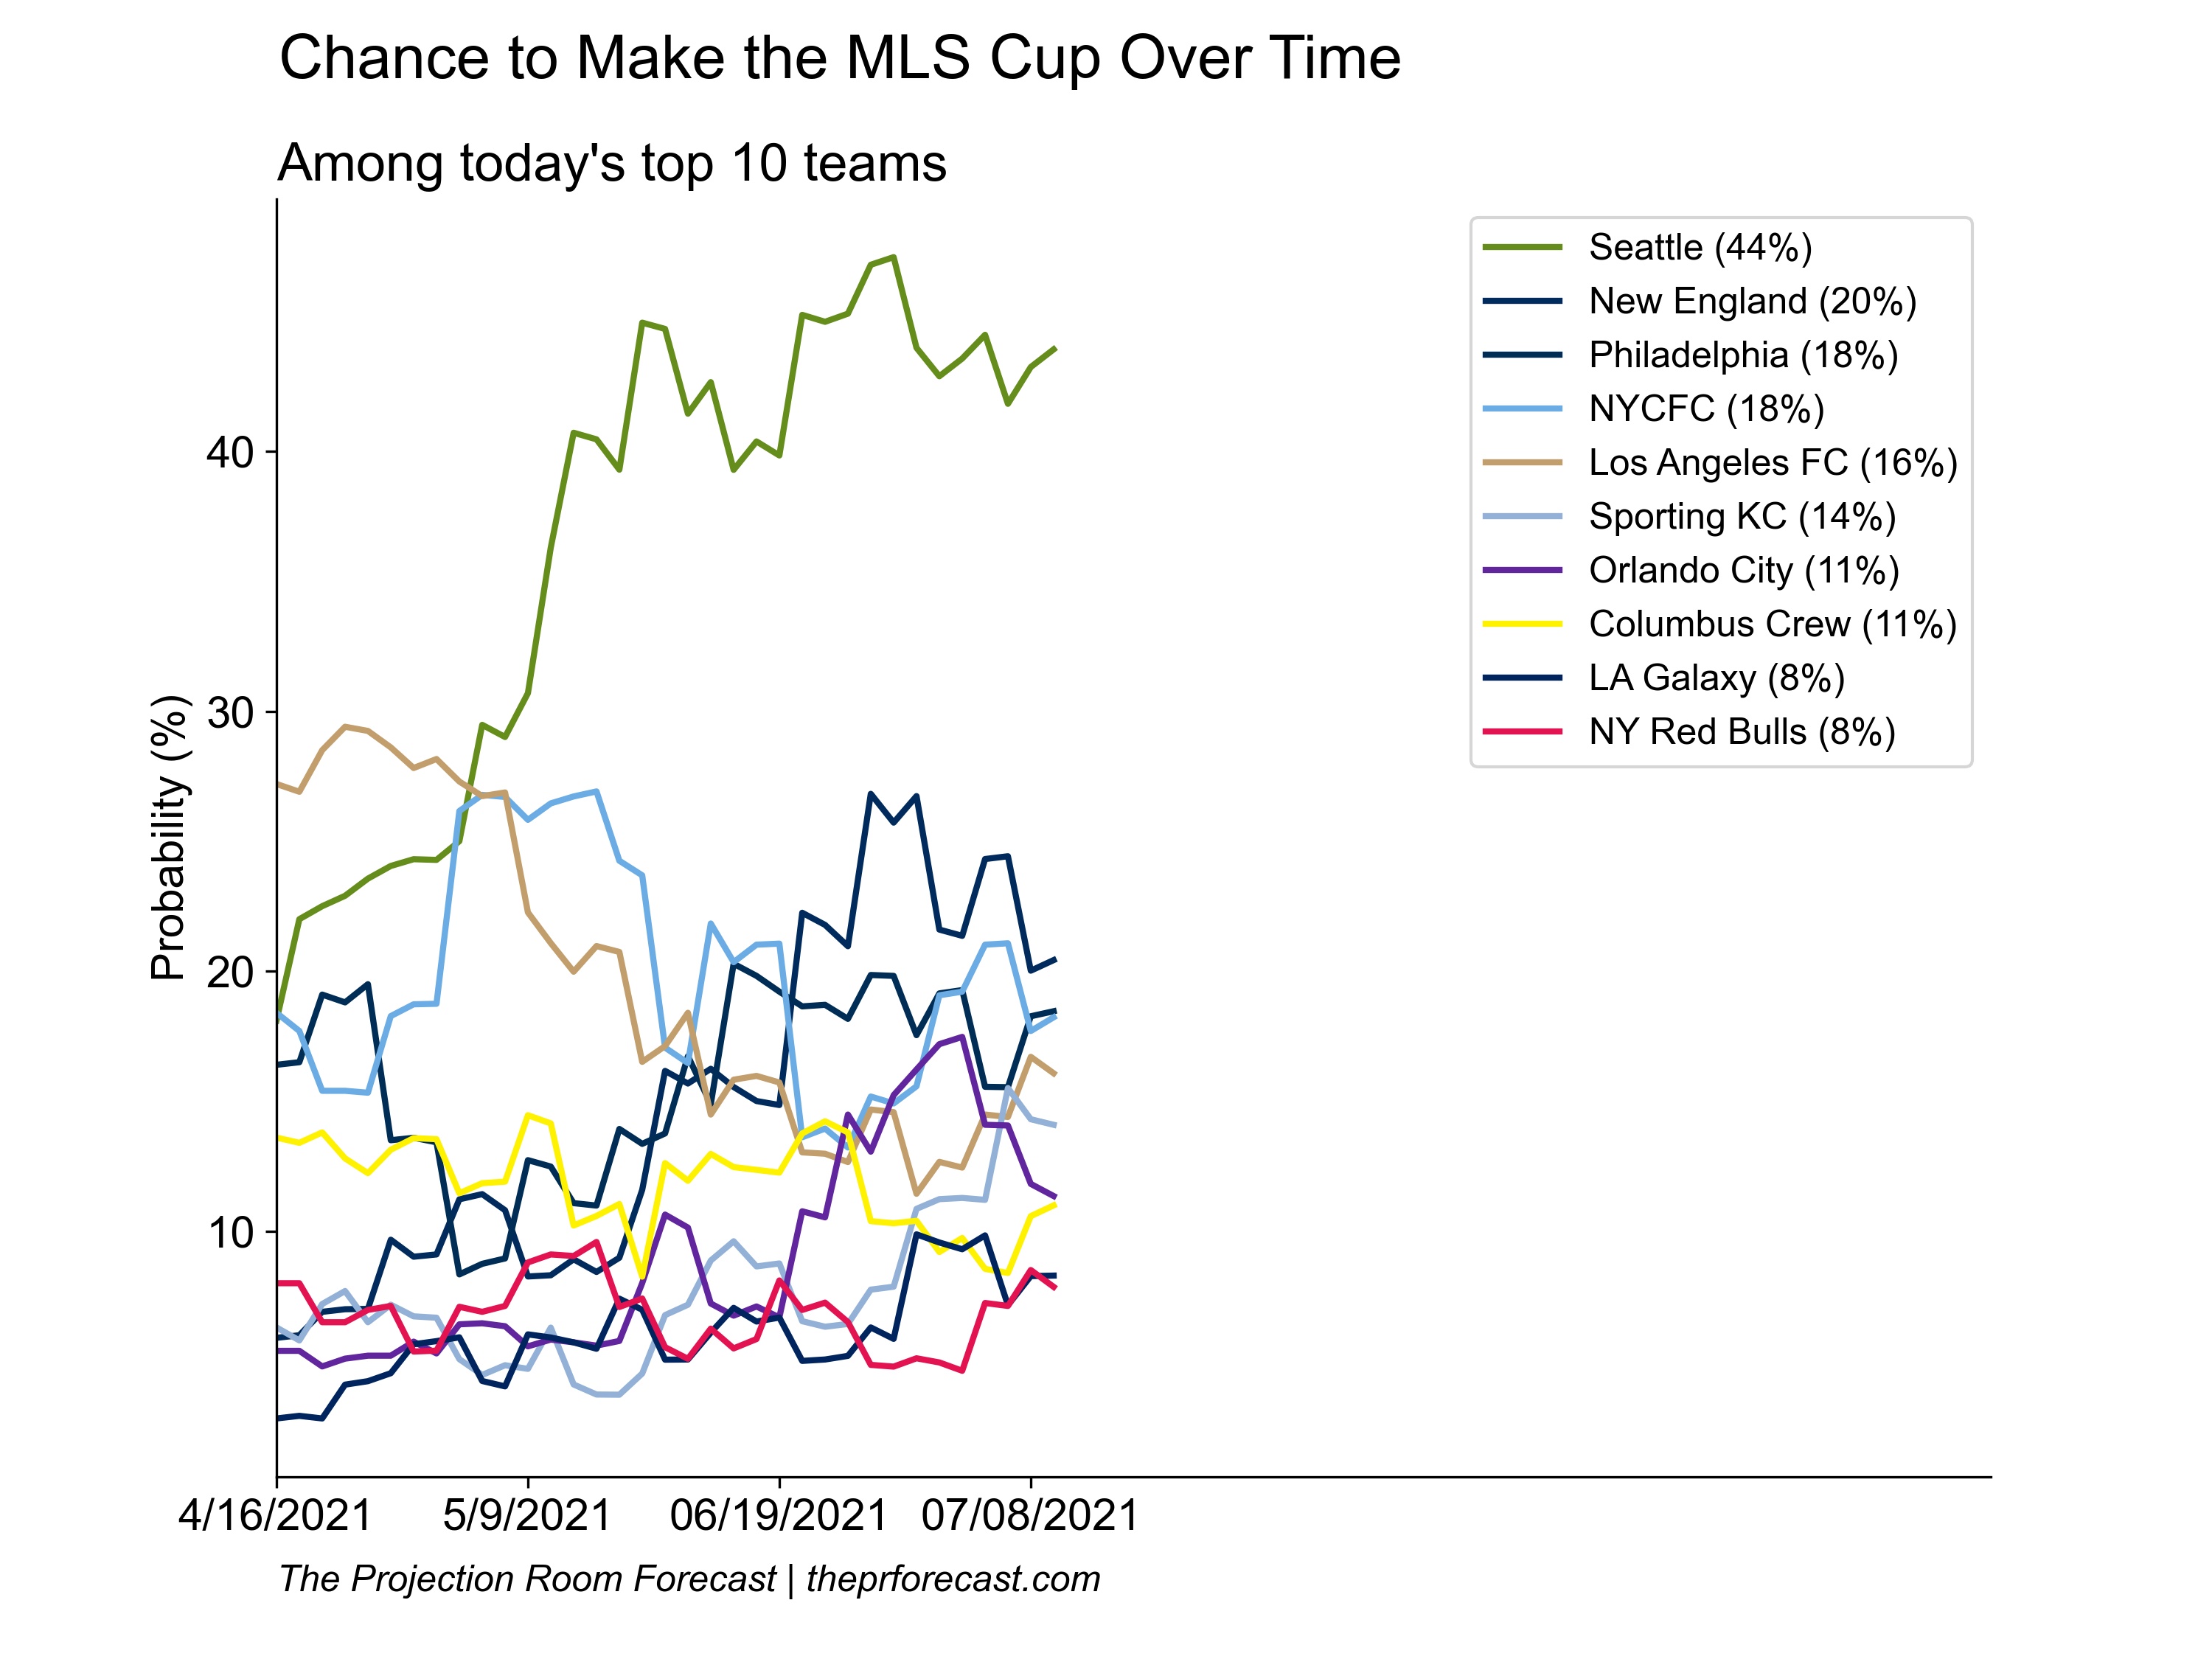 Chance to Make the MLS Cup Over Time
Among today's top 10 teams
Seattle (44%)
New England (20%)
Philadelphia (18%)
NYCFC (18%)
Los Angeles FC (16%)
Sporting KC (14%)
Orlando City (11%)
Columbus Crew (11%)
LA Galaxy (8%)
NY Red Bulls (8%)
Probability (%)
40
30
20
10
4/16/2021 5/9/2021 06/19/2021 07/08/2021
The Projection Room Forecast | theprforecast.com